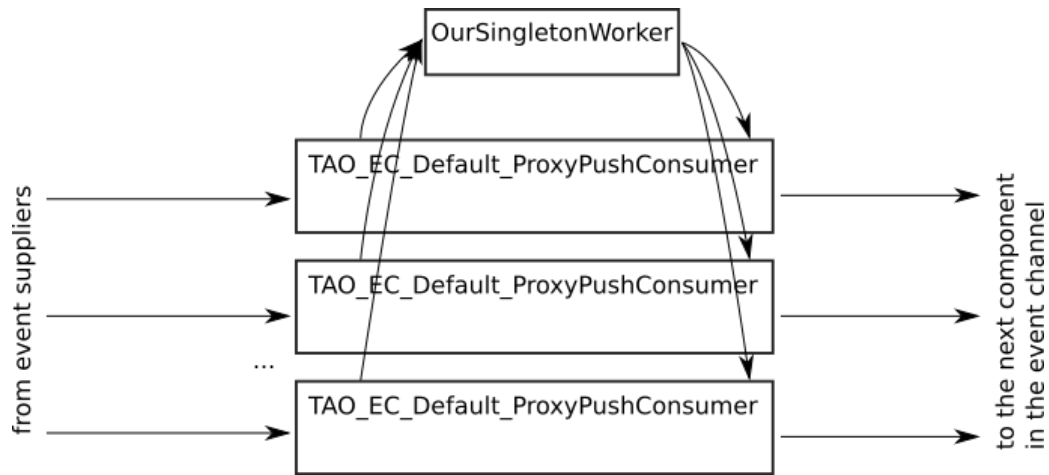 OurSingletonWorker
TAO_EC_Default_ProxyPushConsumer
TAO_EC_Default_ProxyPushConsumer
...
TAO_EC_Default_ProxyPushConsumer
from event suppliers
to the next component
in the event channel